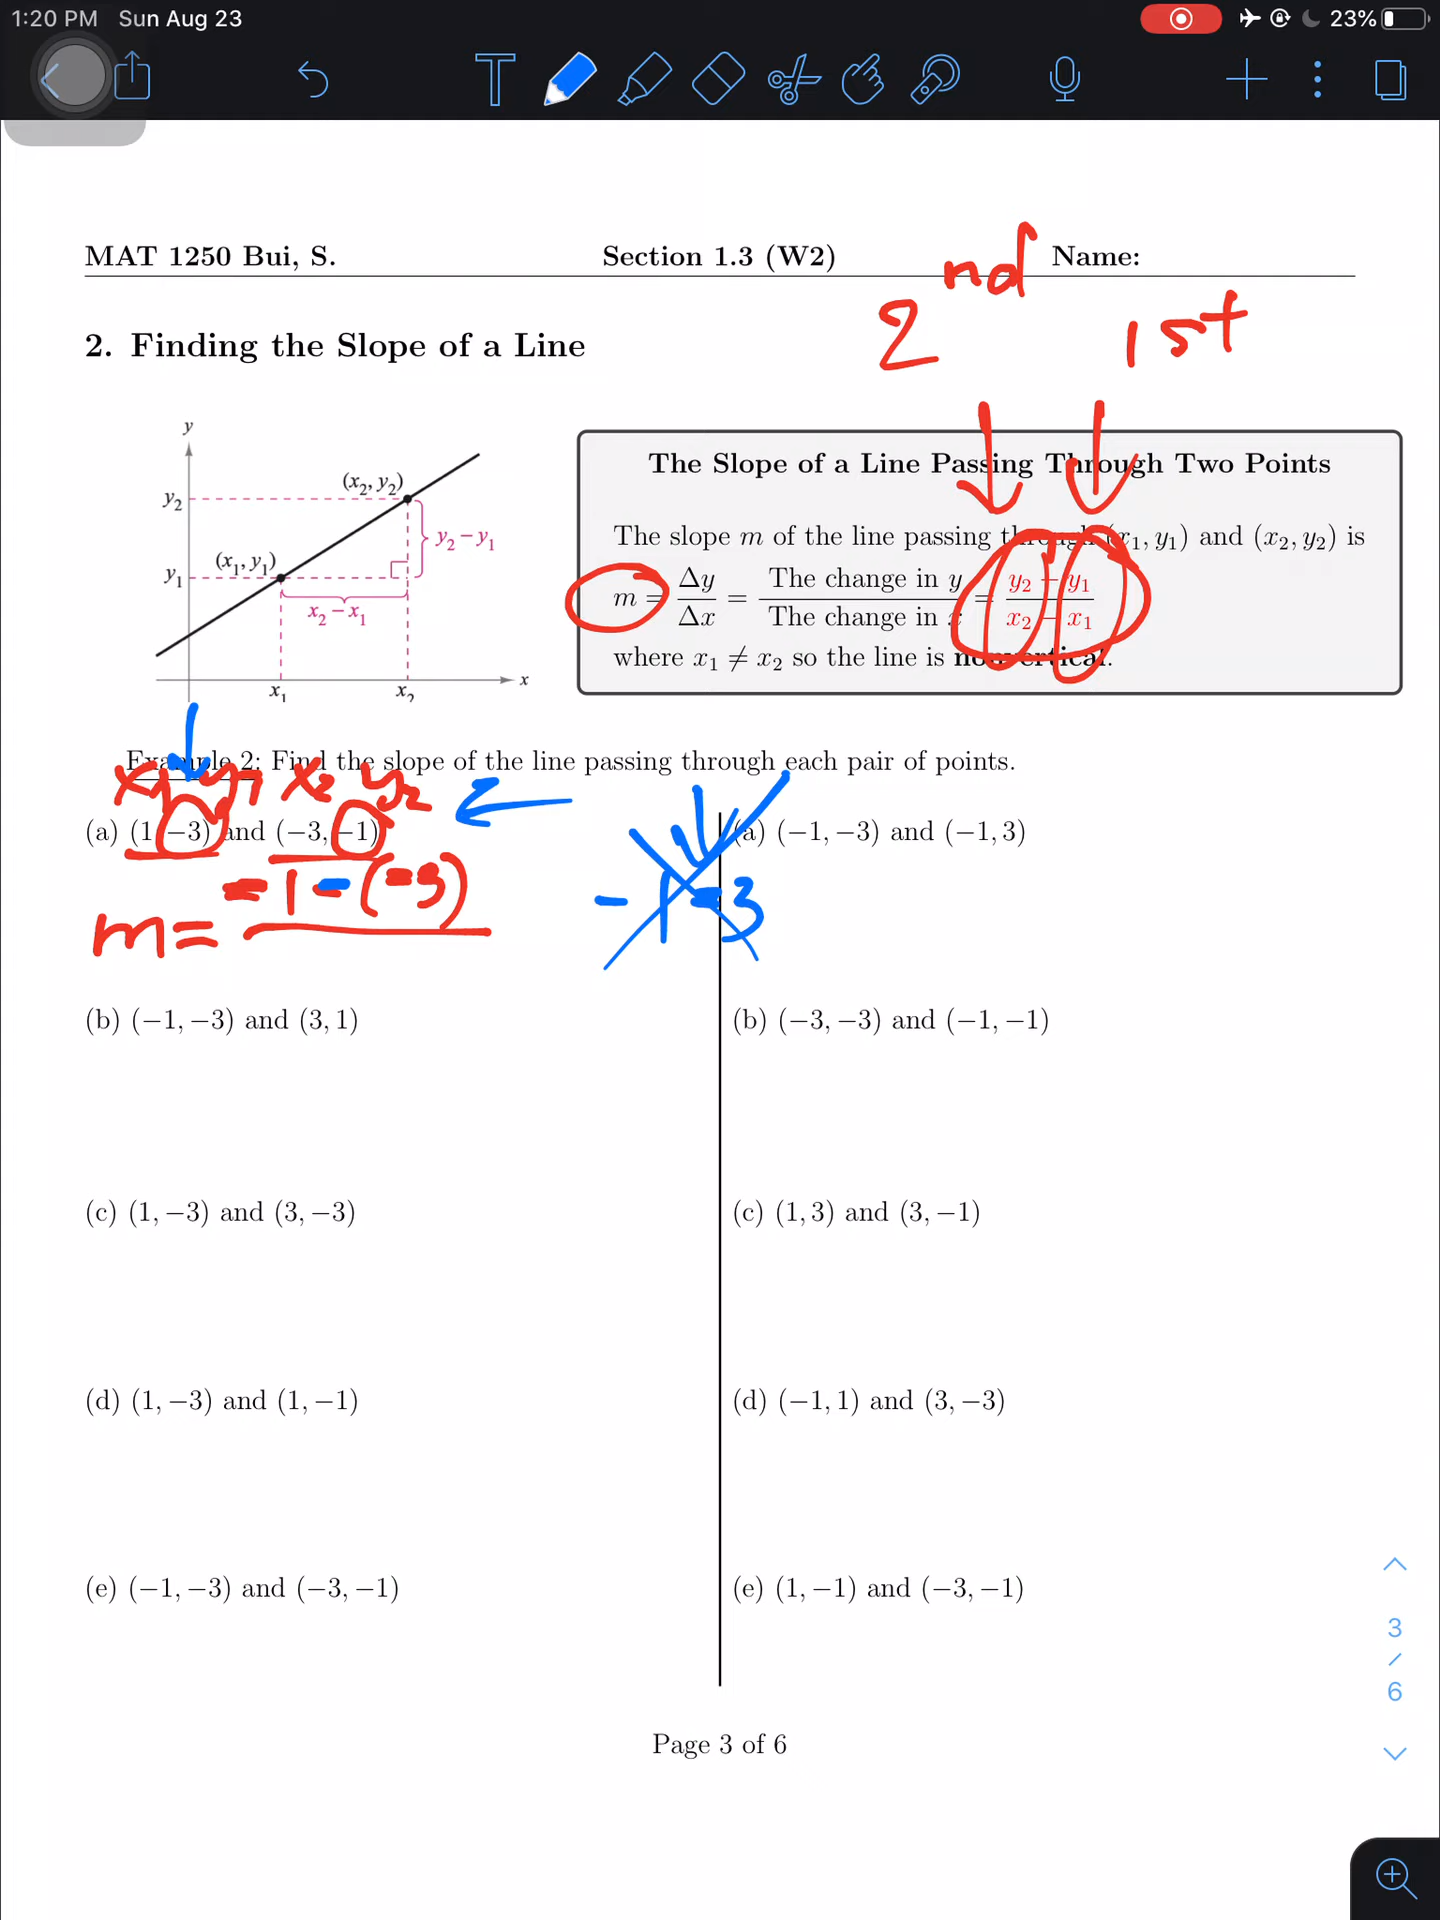 1:20 PM Sun Aug 23
23%
MAT 1250 Bui, S. Section 1.3 (W2) Name:
2nd
1st
2. Finding the Slope of a Line
y
y₂
(x₂, y₂)
y₂ − y₁
(x₁, y₁)
y₁
x₂ − x₁
x
x₁ x₂
The Slope of a Line Passing Through Two Points
The slope m of the line passing through (x₁, y₁) and (x₂, y₂) is
m = Δy/Δx = The change in y/The change in x = (y₂ − y₁)/(x₂ − x₁)
where x₁ ≠ x₂ so the line is nonvertical.
Example 2: Find the slope of the line passing through each pair of points.
x₁ y₁ x₂ y₂
(a) (1, −3) and (−3, −1)
m = -1 - (-3)
-1 - 3
(b) (−1, −3) and (3, 1)
(c) (1, −3) and (3, −3)
(d) (1, −3) and (1, −1)
(e) (−1, −3) and (−3, −1)
(a) (−1, −3) and (−1, 3)
(b) (−3, −3) and (−1, −1)
(c) (1, 3) and (3, −1)
(d) (−1, 1) and (3, −3)
(e) (1, −1) and (−3, −1)
3
/
6
Page 3 of 6